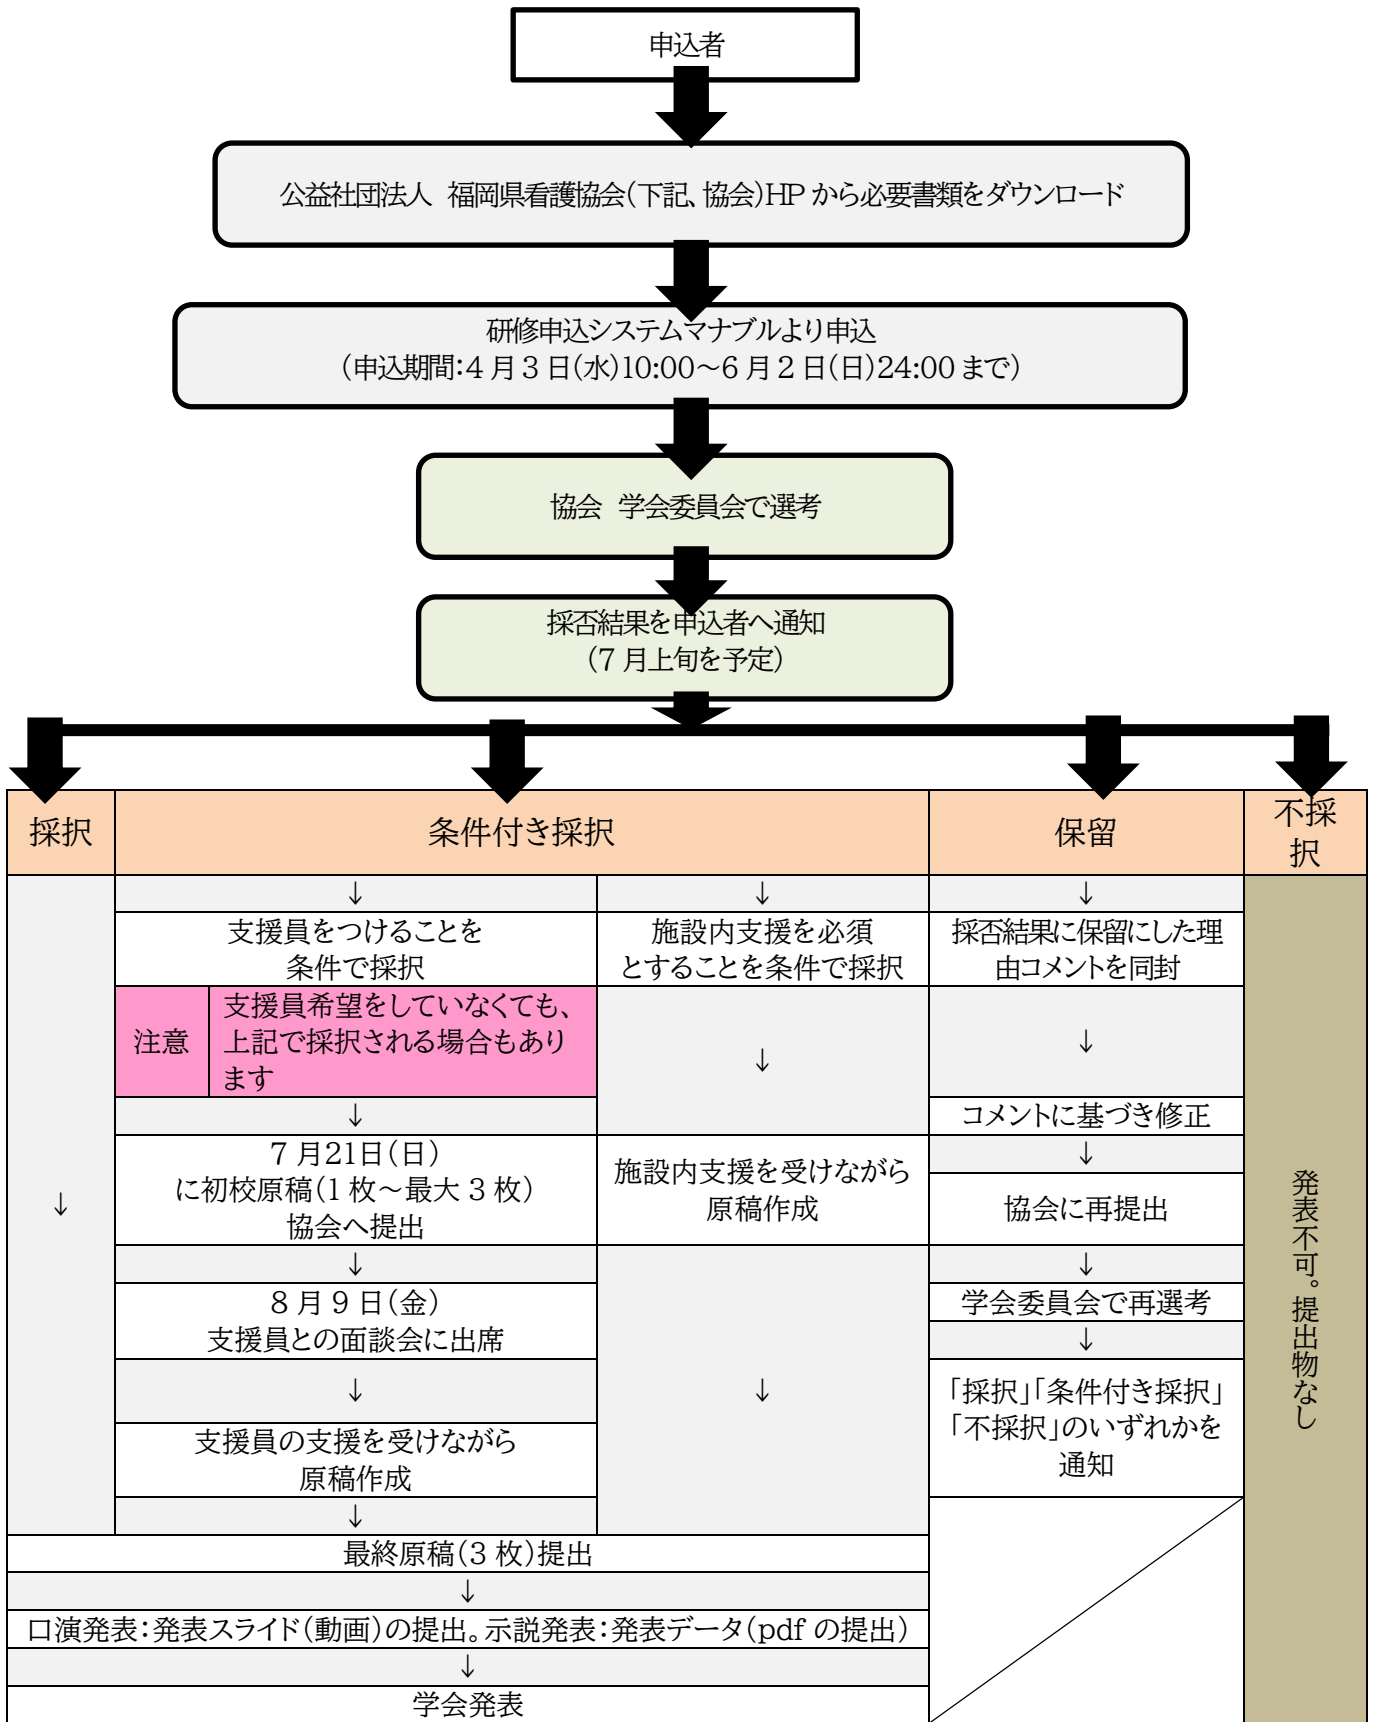 申込者
公益社団法人 福岡県看護協会(下記、協会)HP から必要書類をダウンロード
研修申込システムマナブルより申込
(申込期間:4 月 3 日(水)10:00～6 月 2 日(日)24:00 まで)
協会 学会委員会で選考
採否結果を申込者へ通知
(7 月上旬を予定)
採択
条件付き採択
保留
不採
択
↓
↓
↓
支援員をつけることを
条件で採択
施設内支援を必須
とすることを条件で採択
採否結果に保留にした理
由コメントを同封
注意
支援員希望をしていなくても、
上記で採択される場合もあり
ます
↓
↓
↓
コメントに基づき修正
↓
7 月21日(日)
に初校原稿(1 枚～最大 3 枚)
協会へ提出
施設内支援を受けながら
原稿作成
↓
協会に再提出
↓
発表不可。提出物なし
↓
↓
8 月 9 日(金)
支援員との面談会に出席
学会委員会で再選考
↓
↓
↓
「採択」「条件付き採択」
「不採択」のいずれかを
通知
支援員の支援を受けながら
原稿作成
↓
最終原稿(3 枚)提出
↓
口演発表：発表スライド(動画)の提出。示説発表：発表データ(pdf の提出)
↓
学会発表